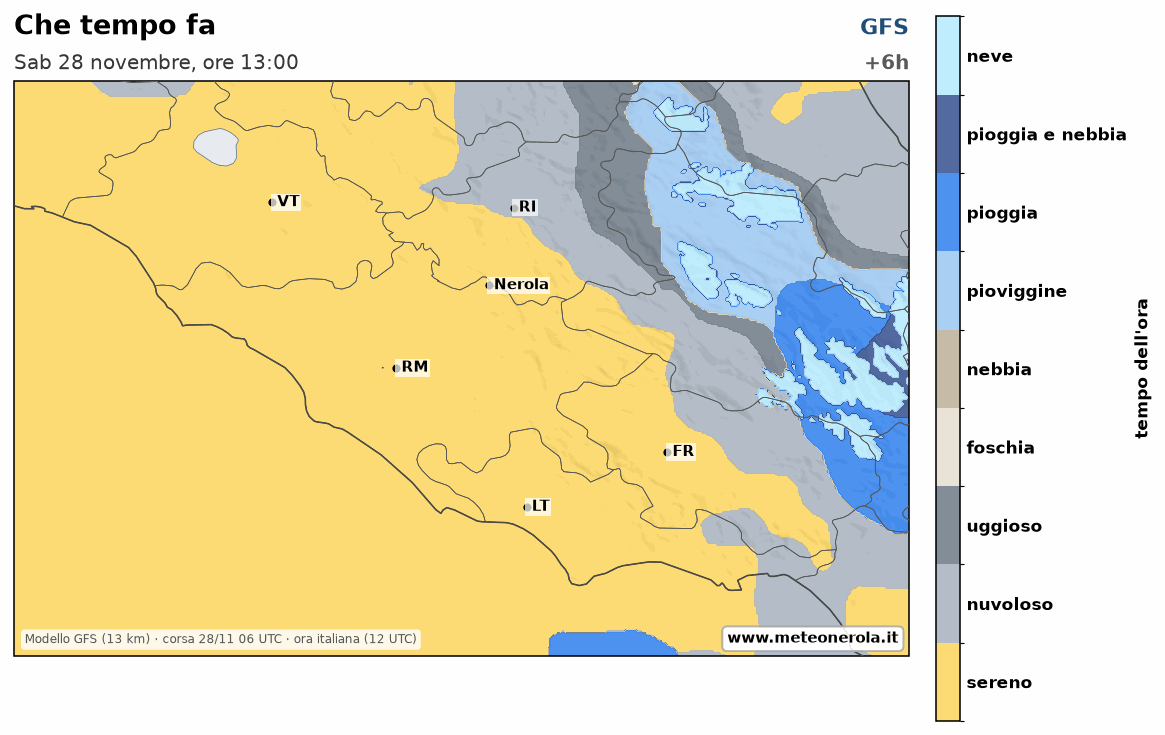 Che tempo fa
GFS
Sab 28 novembre, ore 13:00
+6h
neve
pioggia e nebbia
pioggia
pioviggine
nebbia
foschia
uggioso
nuvoloso
sereno
tempo dell'ora
VT
RI
Nerola
RM
FR
LT
Modello GFS (13 km) · corsa 28/11 06 UTC · ora italiana (12 UTC)
www.meteonerola.it